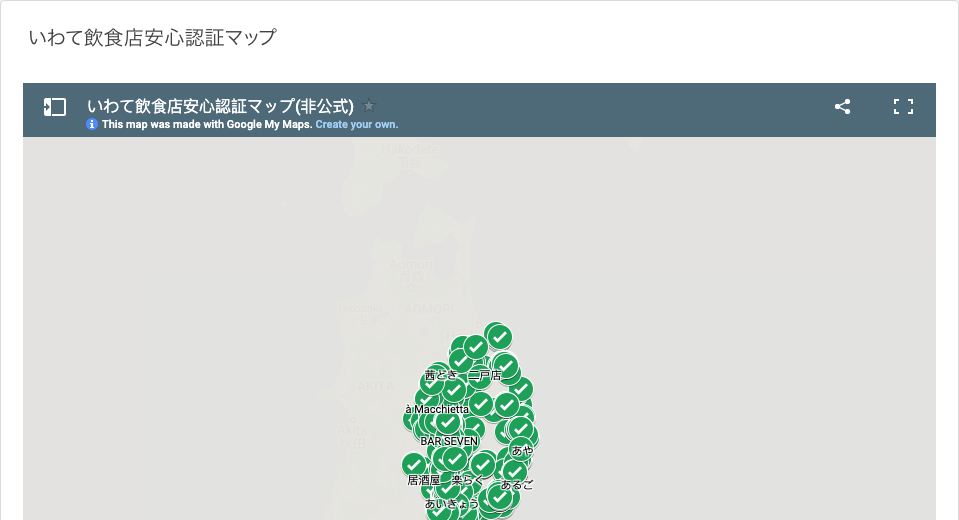 いわて飲食店安心認証マップ
いわて飲食店安心認証マップ(非公式)
This map was made with Google My Maps. Create your own.
Hakodate
Aomori
AOMORI
AKITA
茜どき 二戸店
à Macchietta
BAR SEVEN
あや
居酒屋 楽らく
あるご
あいきょう